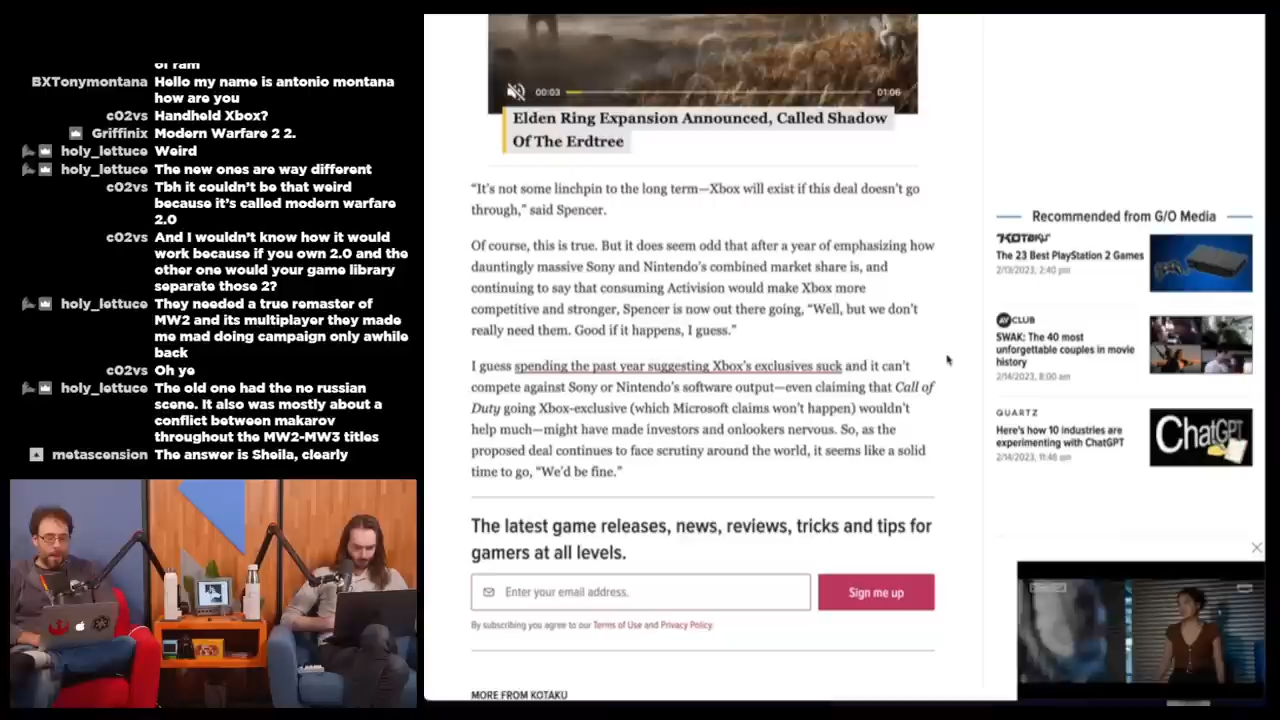 of ram
BXTonymontana Hello my name is antonio montana
how are you
c02vs Handheld Xbox?
Griffinix Modern Warfare 2 2.
holy_lettuce Weird
holy_lettuce The new ones are way different
c02vs Tbh it couldn't be that weird
because it's called modern warfare
2.0
c02vs And I wouldn't know how it would
work because if you own 2.0 and the
other one would your game library
separate those 2?
holy_lettuce They needed a true remaster of
MW2 and its multiplayer they made
me mad doing campaign only awhile
back
c02vs Oh ye
holy_lettuce The old one had the no russian
scene. It also was mostly about a
conflict between makarov
throughout the MW2-MW3 titles
metascension The answer is Sheila, clearly
00:03
01:06
Elden Ring Expansion Announced, Called Shadow
Of The Erdtree
“It's not some linchpin to the long term—Xbox will exist if this deal doesn't go
through,” said Spencer.
Of course, this is true. But it does seem odd that after a year of emphasizing how
dauntingly massive Sony and Nintendo's combined market share is, and
continuing to say that consuming Activision would make Xbox more
competitive and stronger, Spencer is now out there going, “Well, but we don't
really need them. Good if it happens, I guess.”
I guess spending the past year suggesting Xbox's exclusives suck and it can't
compete against Sony or Nintendo's software output—even claiming that Call of
Duty going Xbox-exclusive (which Microsoft claims won't happen) wouldn't
help much—might have made investors and onlookers nervous. So, as the
proposed deal continues to face scrutiny around the world, it seems like a solid
time to go, “We'd be fine.”
The latest game releases, news, reviews, tricks and tips for
gamers at all levels.
Enter your email address.
Sign me up
By subscribing you agree to our Terms of Use and Privacy Policy.
MORE FROM KOTAKU
Recommended from G/O Media
KOTAKU
The 23 Best PlayStation 2 Games
2/13/2023, 2:40 pm
AV CLUB
SWAK: The 40 most
unforgettable couples in movie
history
2/14/2023, 8:00 am
QUARTZ
Here's how 10 industries are
experimenting with ChatGPT
2/14/2023, 11:46 am
ChatGPT